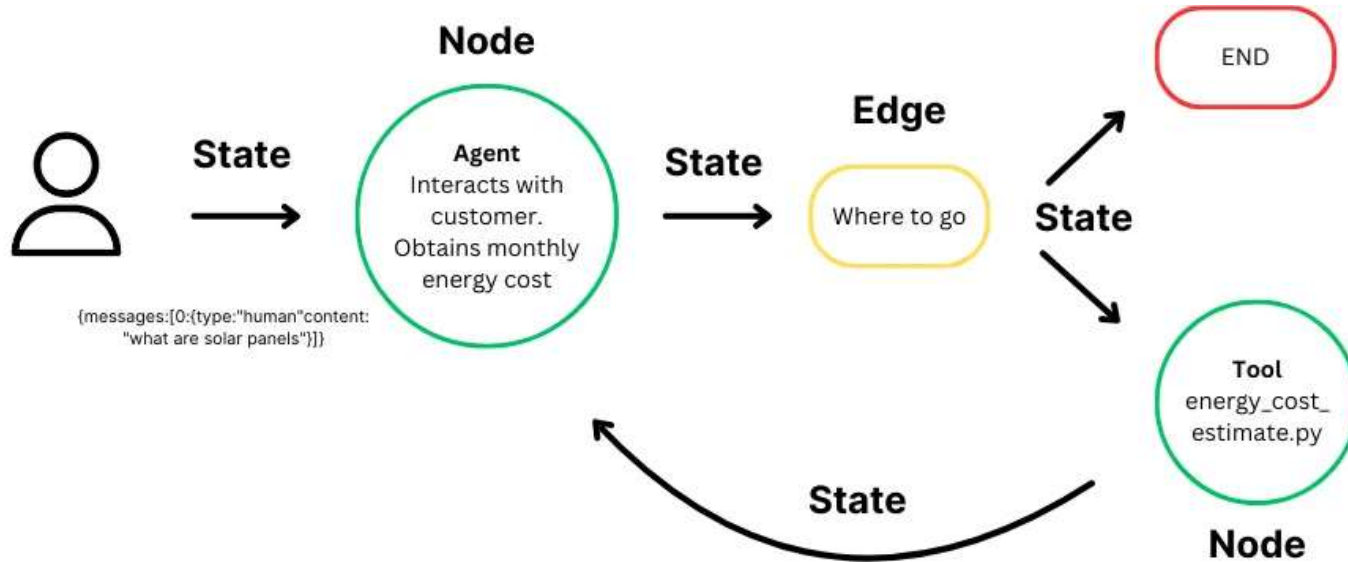 Node
State
Agent
Interacts with
customer.
Obtains monthly
energy cost
{messages:[0:{type:"human"content:
"what are solar panels"}]}
State
Edge
Where to go
State
END
Tool
energy_cost_
estimate.py
Node
State